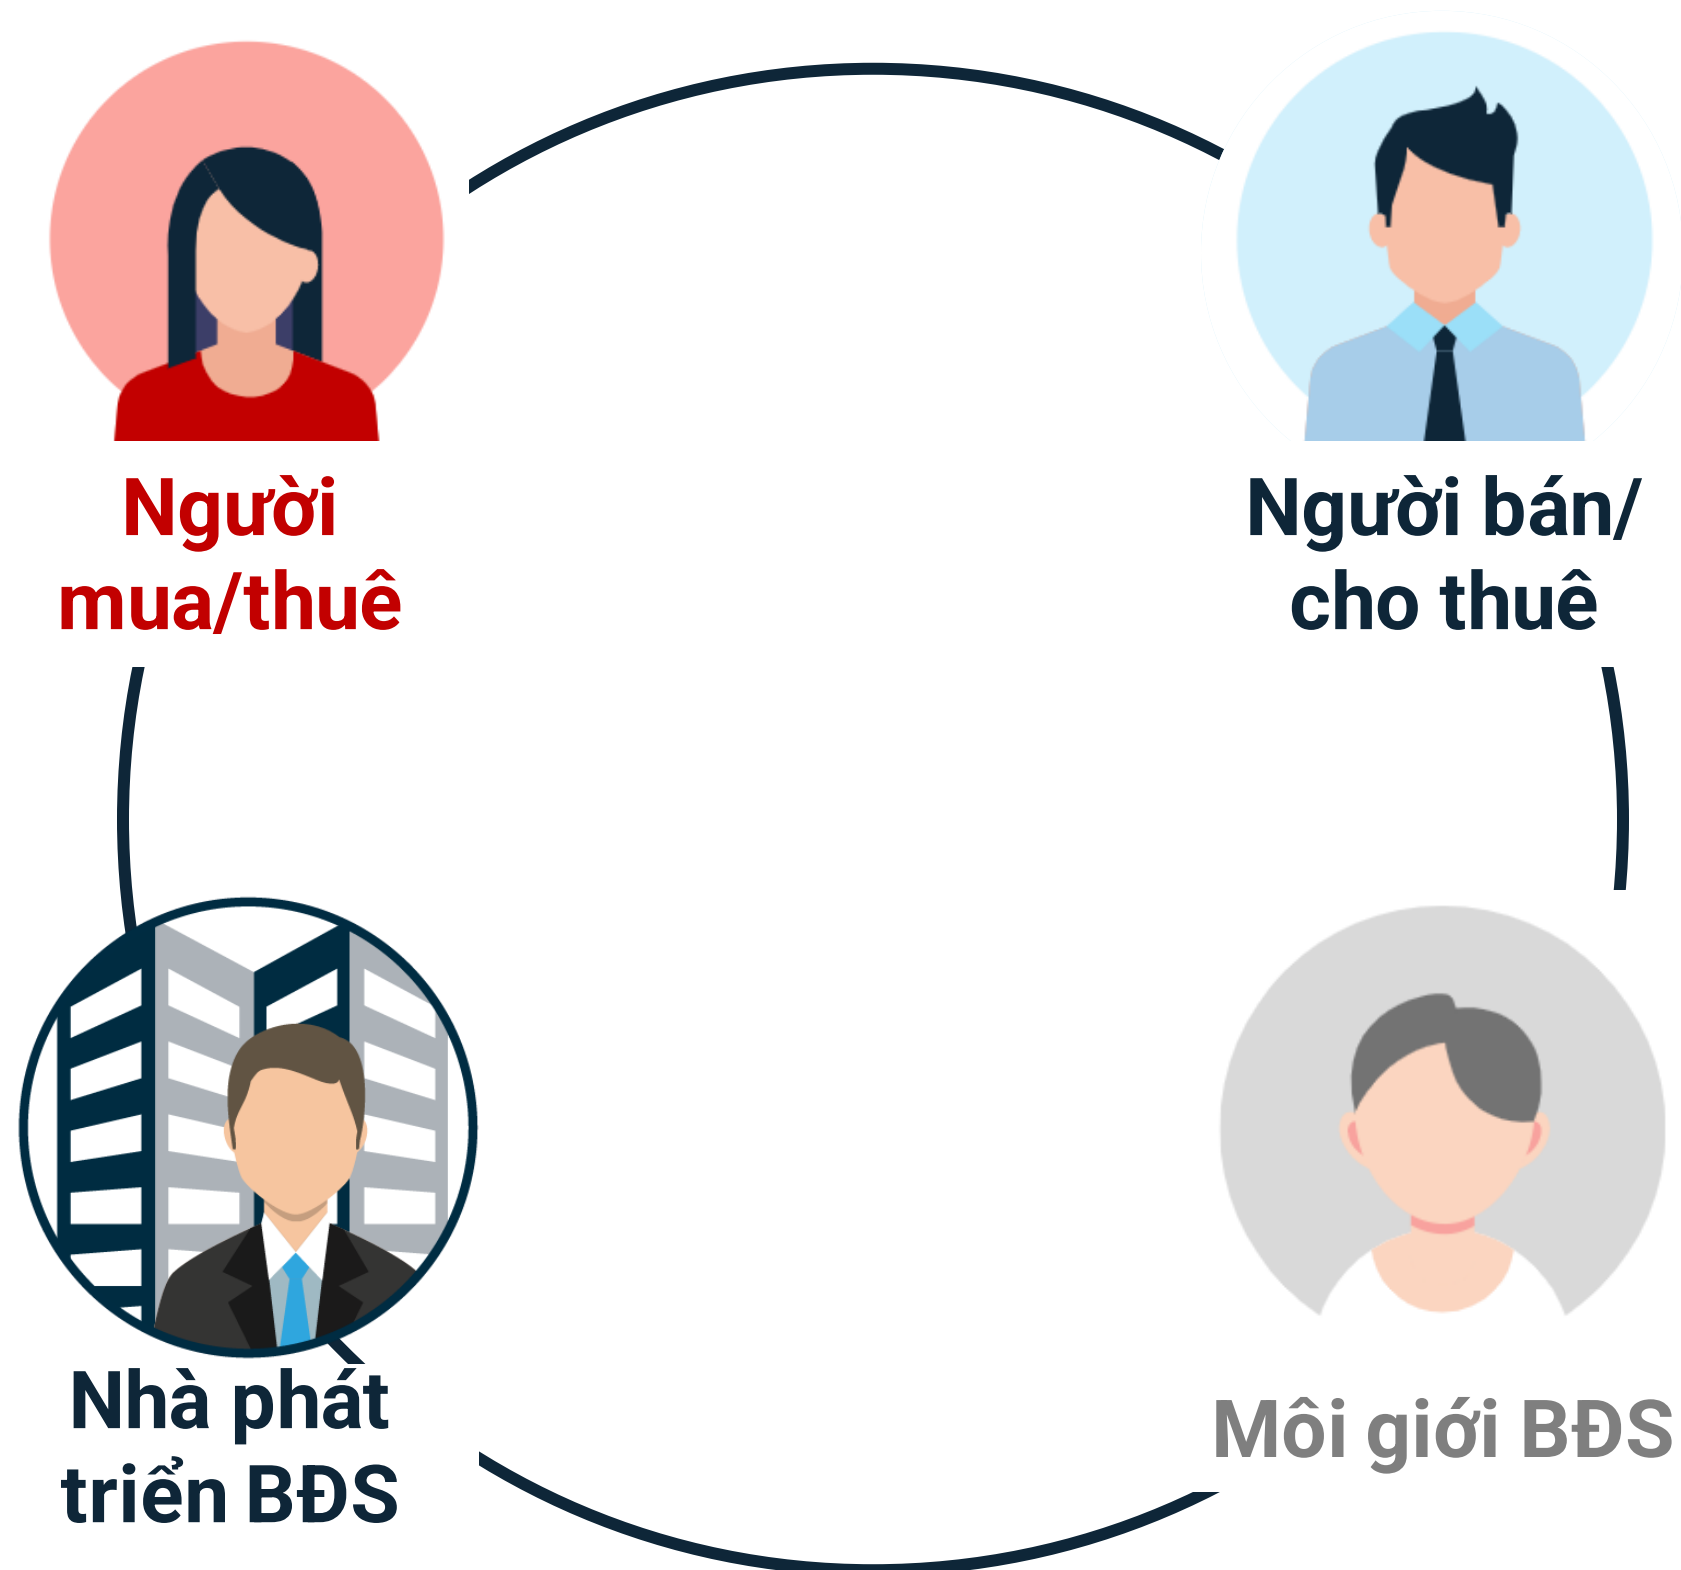 Người
mua/thuê
Người bán/
cho thuê
Nhà phát
triển BĐS
Môi giới BĐS